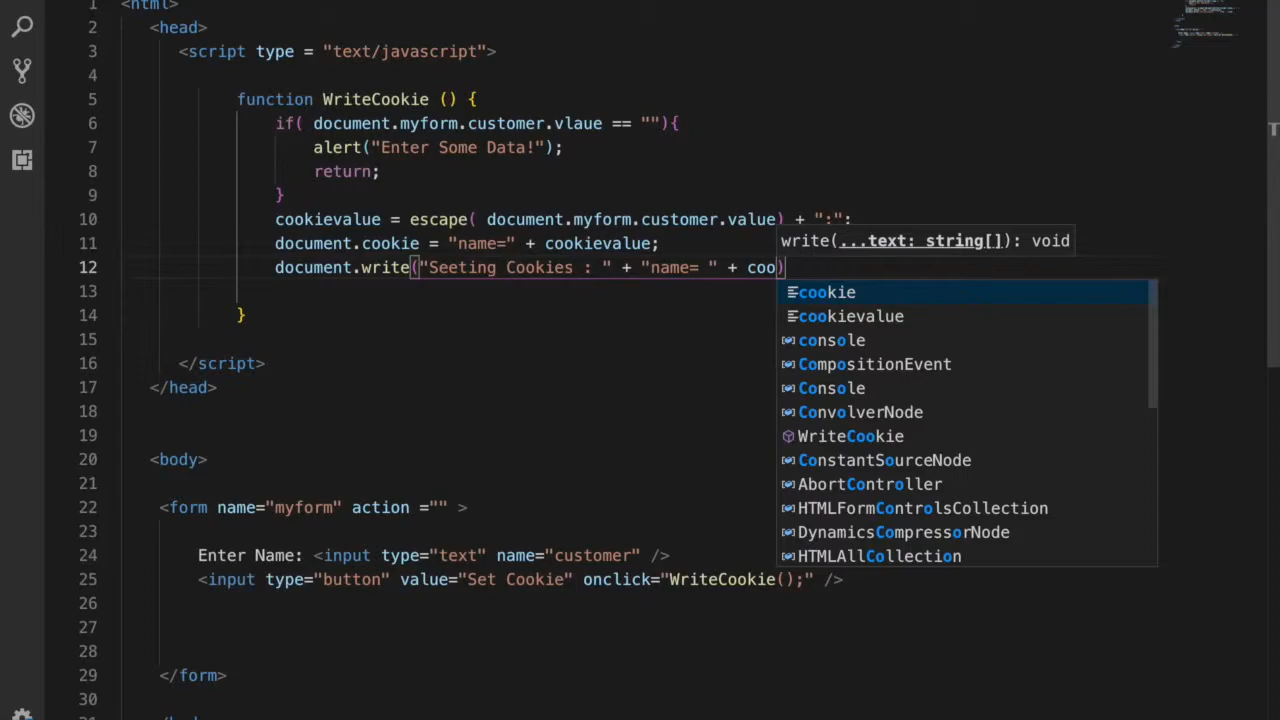 1 <html>
2 <head>
3 <script type = "text/javascript">
4
5 function WriteCookie () {
6 if( document.myform.customer.vlaue == ""){
7 alert("Enter Some Data!");
8 return;
9 }
10 cookievalue = escape( document.myform.customer.value) + ":";
write(...text: string[]): void
11 document.cookie = "name=" + cookievalue;
12 document.write("Seeting Cookies : " + "name= " + coo)
cookie
cookievalue
console
CompositionEvent
Console
ConvolverNode
WriteCookie
ConstantSourceNode
AbortController
HTMLFormControlsCollection
DynamicsCompressorNode
HTMLAllCollection
13
14 }
15
16 </script>
17 </head>
18
19
20 <body>
21
22 <form name="myform" action ="" >
23
24 Enter Name: <input type="text" name="customer" />
25 <input type="button" value="Set Cookie" onclick="WriteCookie();" />
26
27
28
29 </form>
30